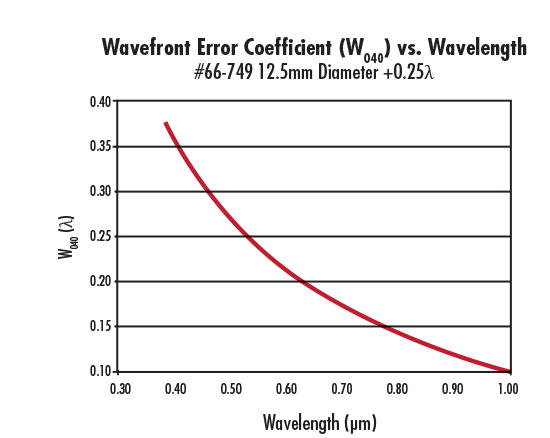 Wavefront Error Coefficient (W040) vs. Wavelength
#66-749 12.5mm Diameter +0.25λ
0.40
0.35
0.30
0.25
0.20
0.15
0.10
W040 (λ)
0.30 0.40 0.50 0.60 0.70 0.80 0.90 1.00
Wavelength (µm)